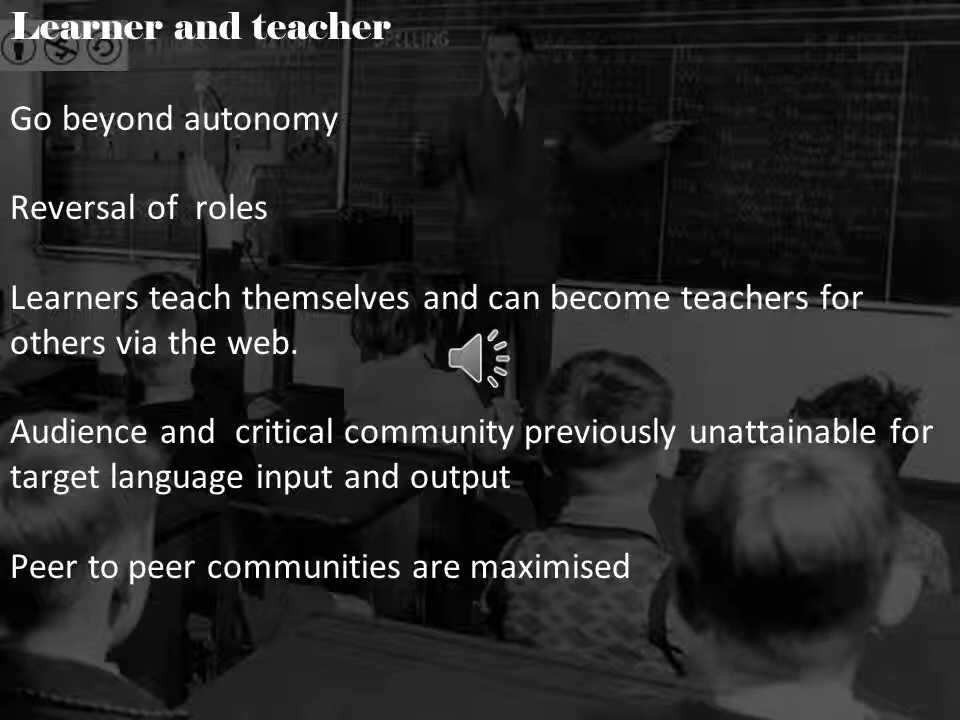 Learner and teacher
SPELLING
Go beyond autonomy
Reversal of roles
Learners teach themselves and can become teachers for
others via the web.
Audience and critical community previously unattainable for
target language input and output
Peer to peer communities are maximised